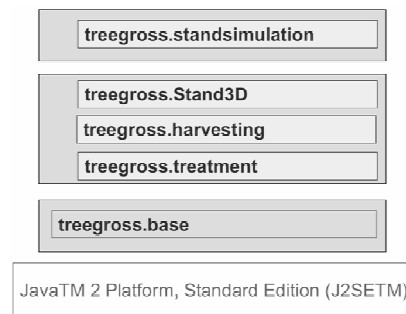 treegross.standsimulation
treegross.Stand3D
treegross.harvesting
treegross.treatment
treegross.base
JavaTM 2 Platform, Standard Edition (J2SETM)